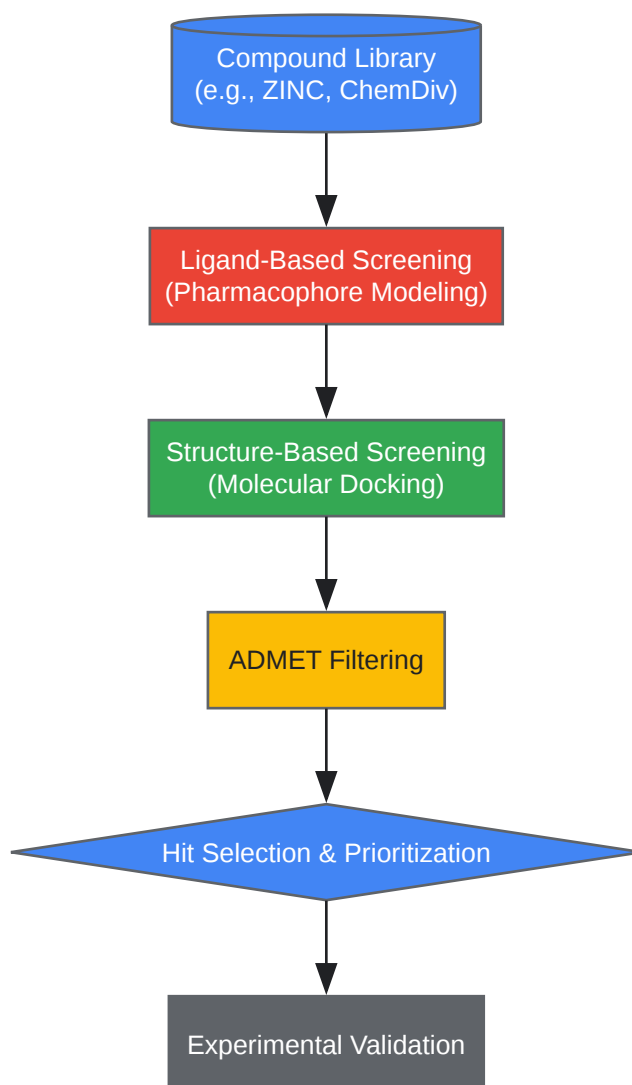 Compound Library
(e.g., ZINC, ChemDiv)
Ligand-Based Screening
(Pharmacophore Modeling)
Structure-Based Screening
(Molecular Docking)
ADMET Filtering
Hit Selection & Prioritization
Experimental Validation